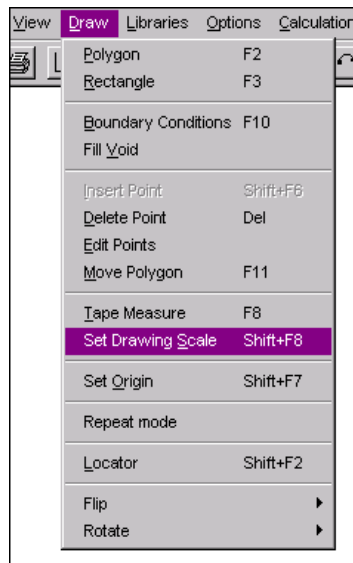 View Draw Libraries Options Calculation
Polygon F2
Rectangle F3
Boundary Conditions F10
Fill Void
Insert Point Shift+F6
Delete Point Del
Edit Points
Move Polygon F11
Tape Measure F8
Set Drawing Scale Shift+F8
Set Origin Shift+F7
Repeat mode
Locator Shift+F2
Flip
Rotate